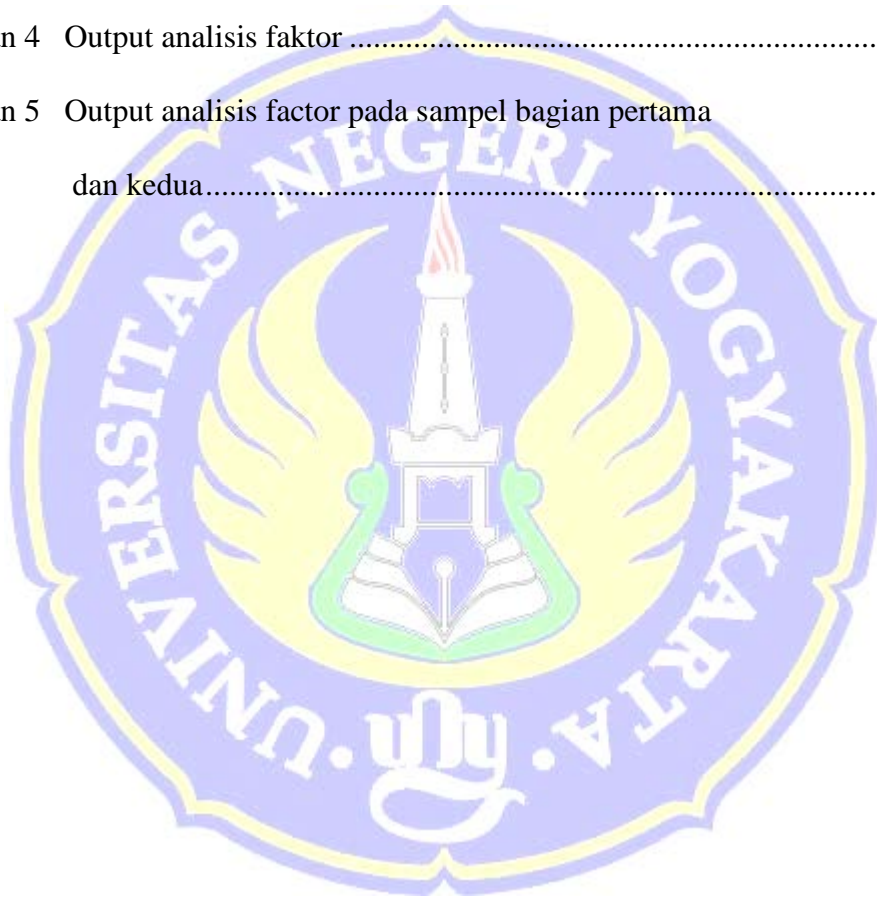 n 4 Output analisis faktor ....................................................................
n 5 Output analisis factor pada sampel bagian pertama
dan kedua.....................................................................................
UNIVERSITAS NEGERI YOGYAKARTA
uny